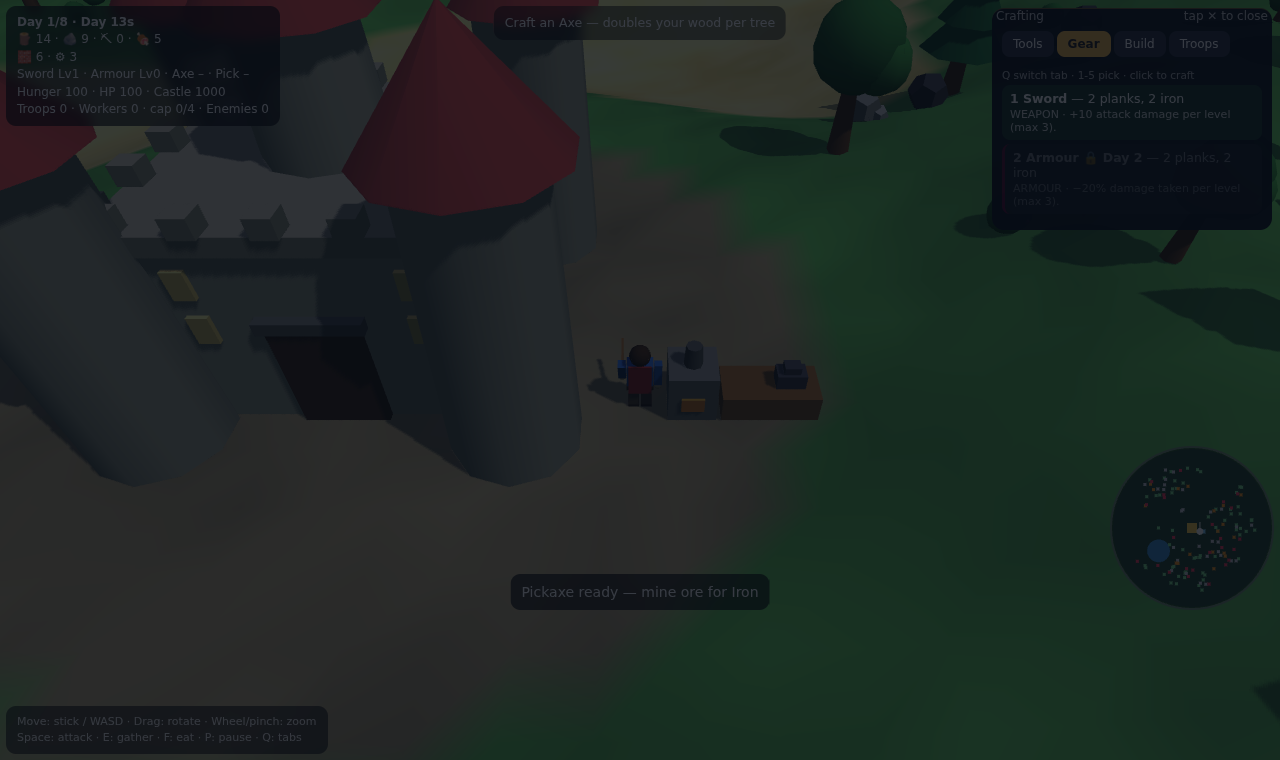 Day 1/8 · Day 13s
14 · 9 · 0 · 5
6 · 3
Sword Lv1 · Armour Lv0 · Axe – · Pick –
Hunger 100 · HP 100 · Castle 1000
Troops 0 · Workers 0 · cap 0/4 · Enemies 0
Craft an Axe — doubles your wood per tree
Crafting
tap ✕ to close
Tools
Gear
Build
Troops
Q switch tab · 1-5 pick · click to craft
1 Sword — 2 planks, 2 iron
WEAPON · +10 attack damage per level
(max 3).
2 Armour 🔒 Day 2 — 2 planks, 2
iron
ARMOUR · −20% damage taken per level
(max 3).
Pickaxe ready — mine ore for Iron
Move: stick / WASD · Drag: rotate · Wheel/pinch: zoom
Space: attack · E: gather · F: eat · P: pause · Q: tabs